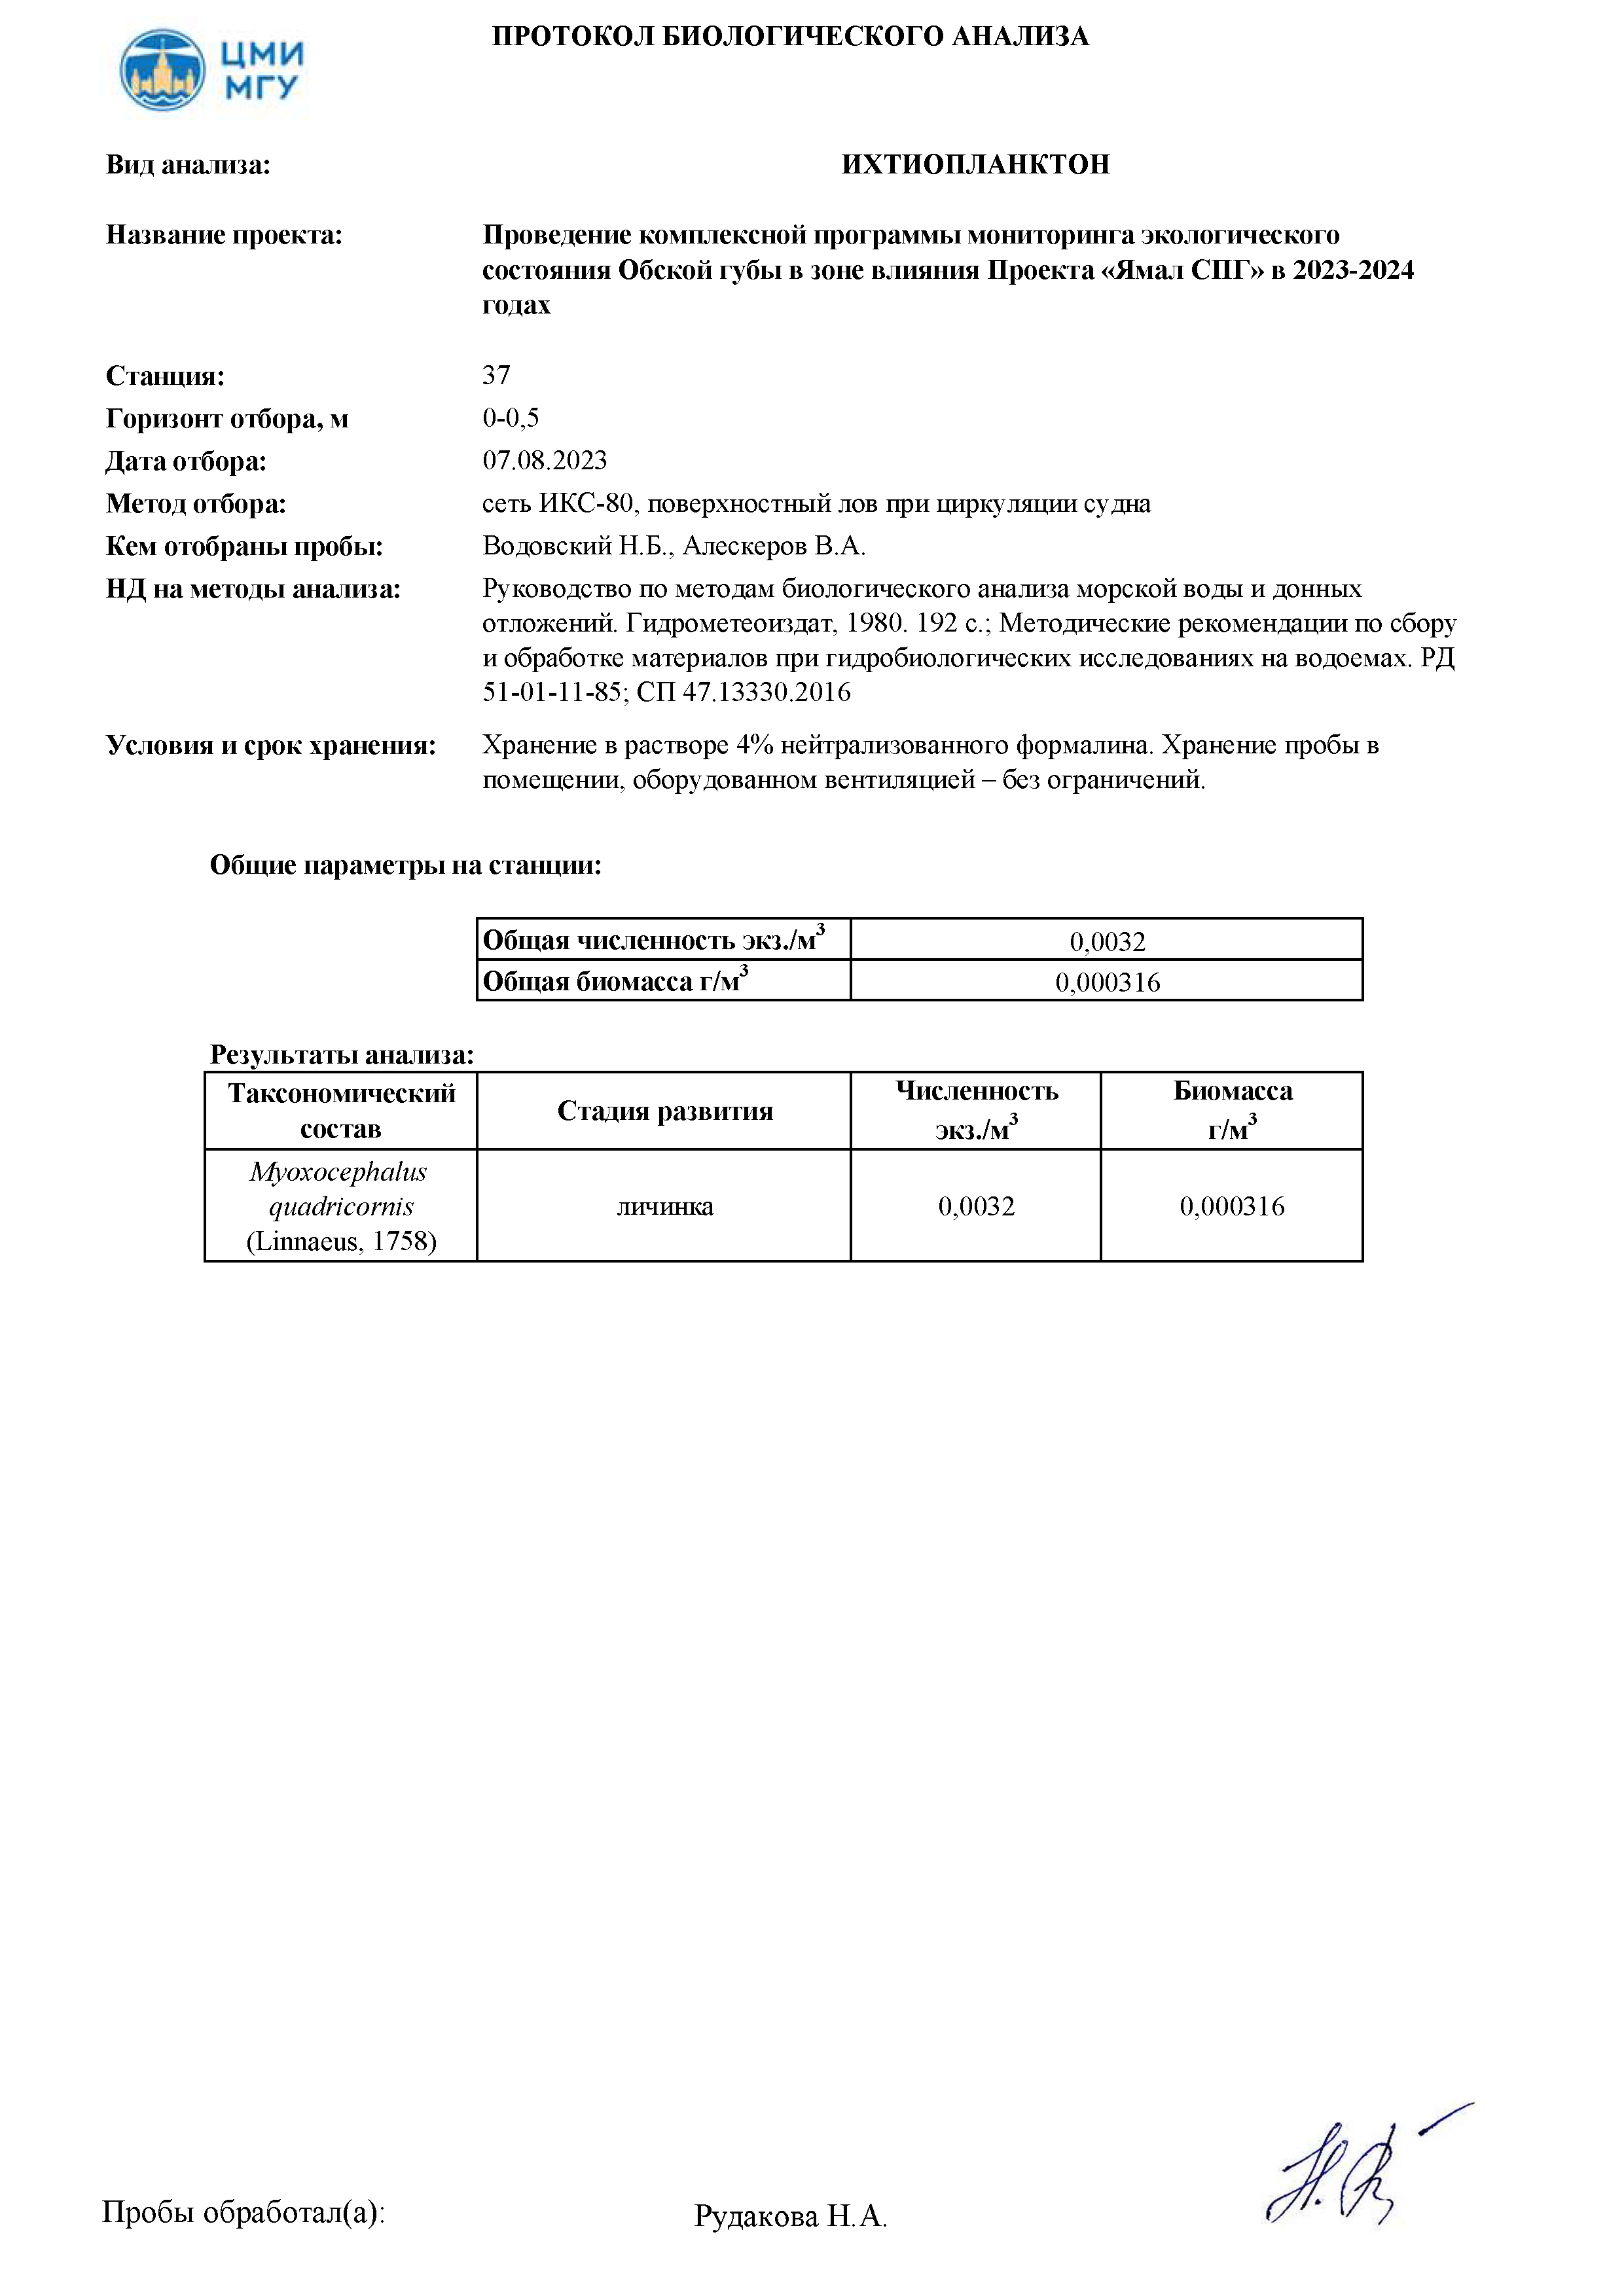 ЦМИ
МГУ
ПРОТОКОЛ БИОЛОГИЧЕСКОГО АНАЛИЗА
Вид анализа: ИХТИОПЛАНКТОН
Название проекта: Проведение комплексной программы мониторинга экологического
состояния Обской губы в зоне влияния Проекта «Ямал СПГ» в 2023-2024
годах
Станция: 37
Горизонт отбора, м 0-0,5
Дата отбора: 07.08.2023
Метод отбора: сеть ИКС-80, поверхностный лов при циркуляции судна
Кем отобраны пробы: Водовский Н.Б., Алескеров В.А.
НД на методы анализа: Руководство по методам биологического анализа морской воды и донных
отложений. Гидрометеоиздат, 1980. 192 с.; Методические рекомендации по сбору
и обработке материалов при гидробиологических исследованиях на водоемах. РД
51-01-11-85; СП 47.13330.2016
Условия и срок хранения: Хранение в растворе 4% нейтрализованного формалина. Хранение пробы в
помещении, оборудованном вентиляцией – без ограничений.
Общие параметры на станции:
Общая численность экз./м³ 0,0032
Общая биомасса г/м³ 0,000316
Результаты анализа:
Таксономический
состав
Стадия развития
Численность
экз./м³
Биомасса
г/м³
Myoxocephalus
quadricornis
(Linnaeus, 1758)
личинка
0,0032
0,000316
Пробы обработал(а): Рудакова Н.А.